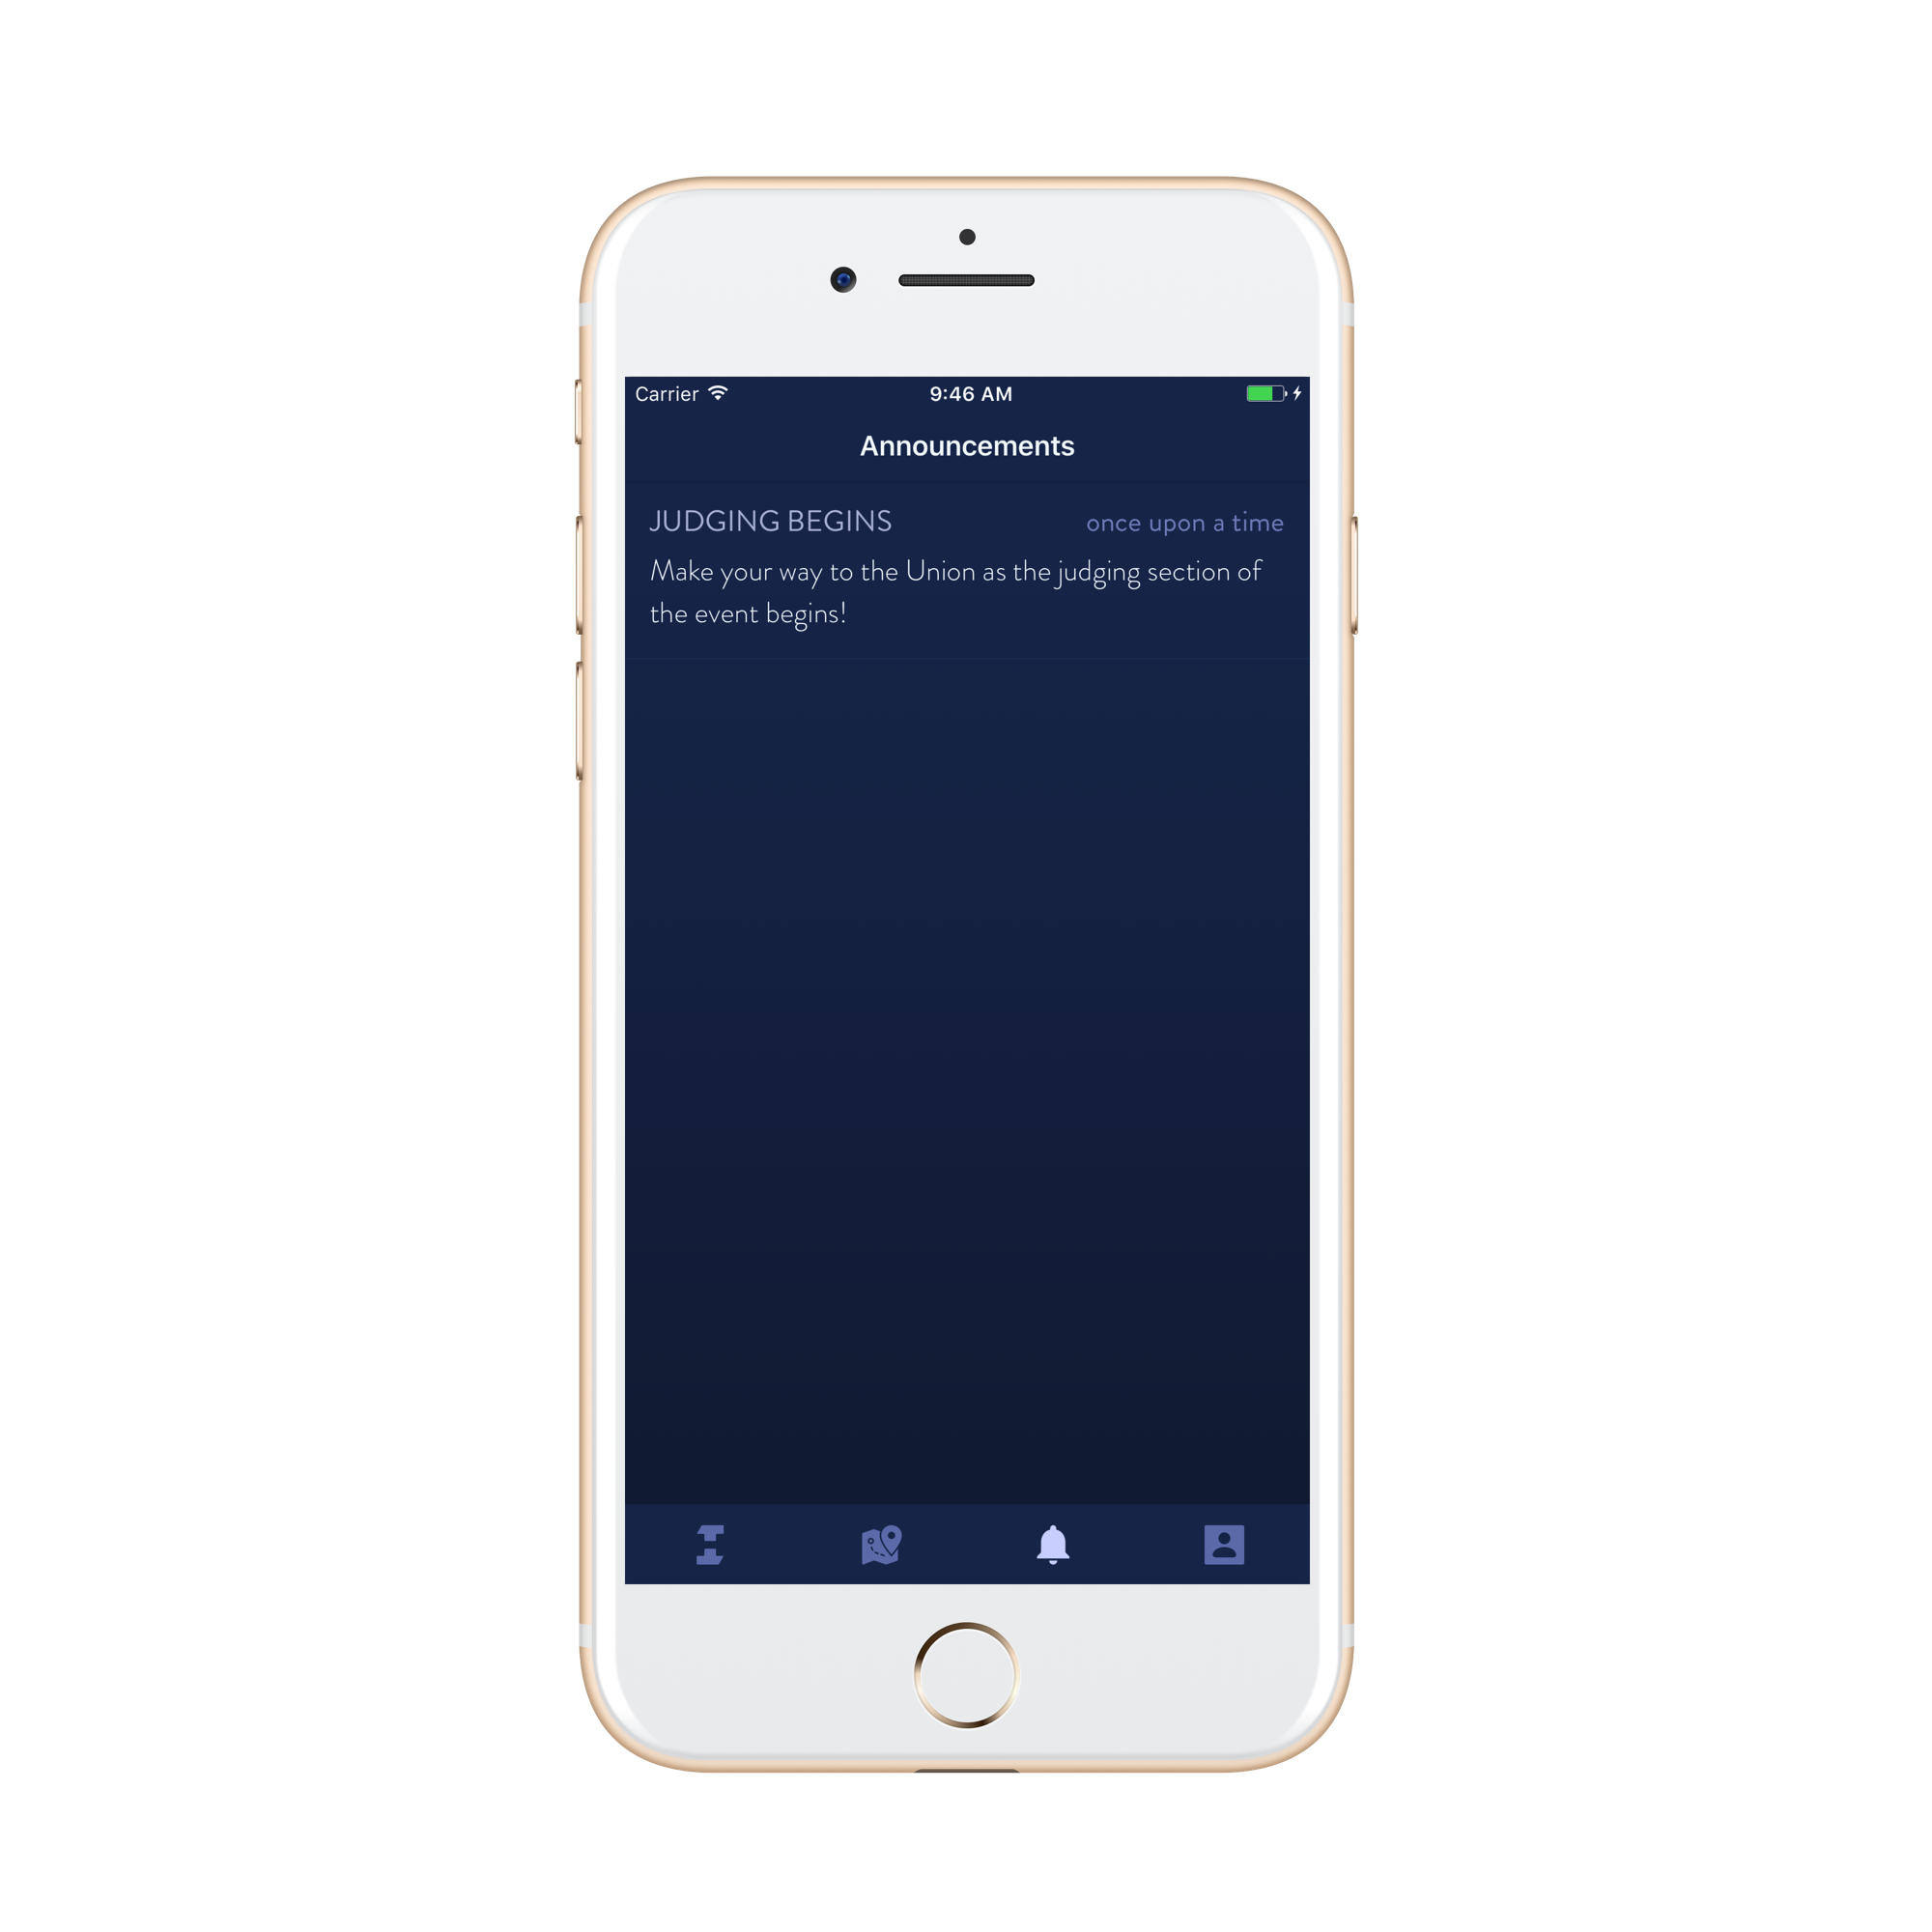 Carrier 9:46 AM
Announcements
JUDGING BEGINS once upon a time
Make your way to the Union as the judging section of
the event begins!